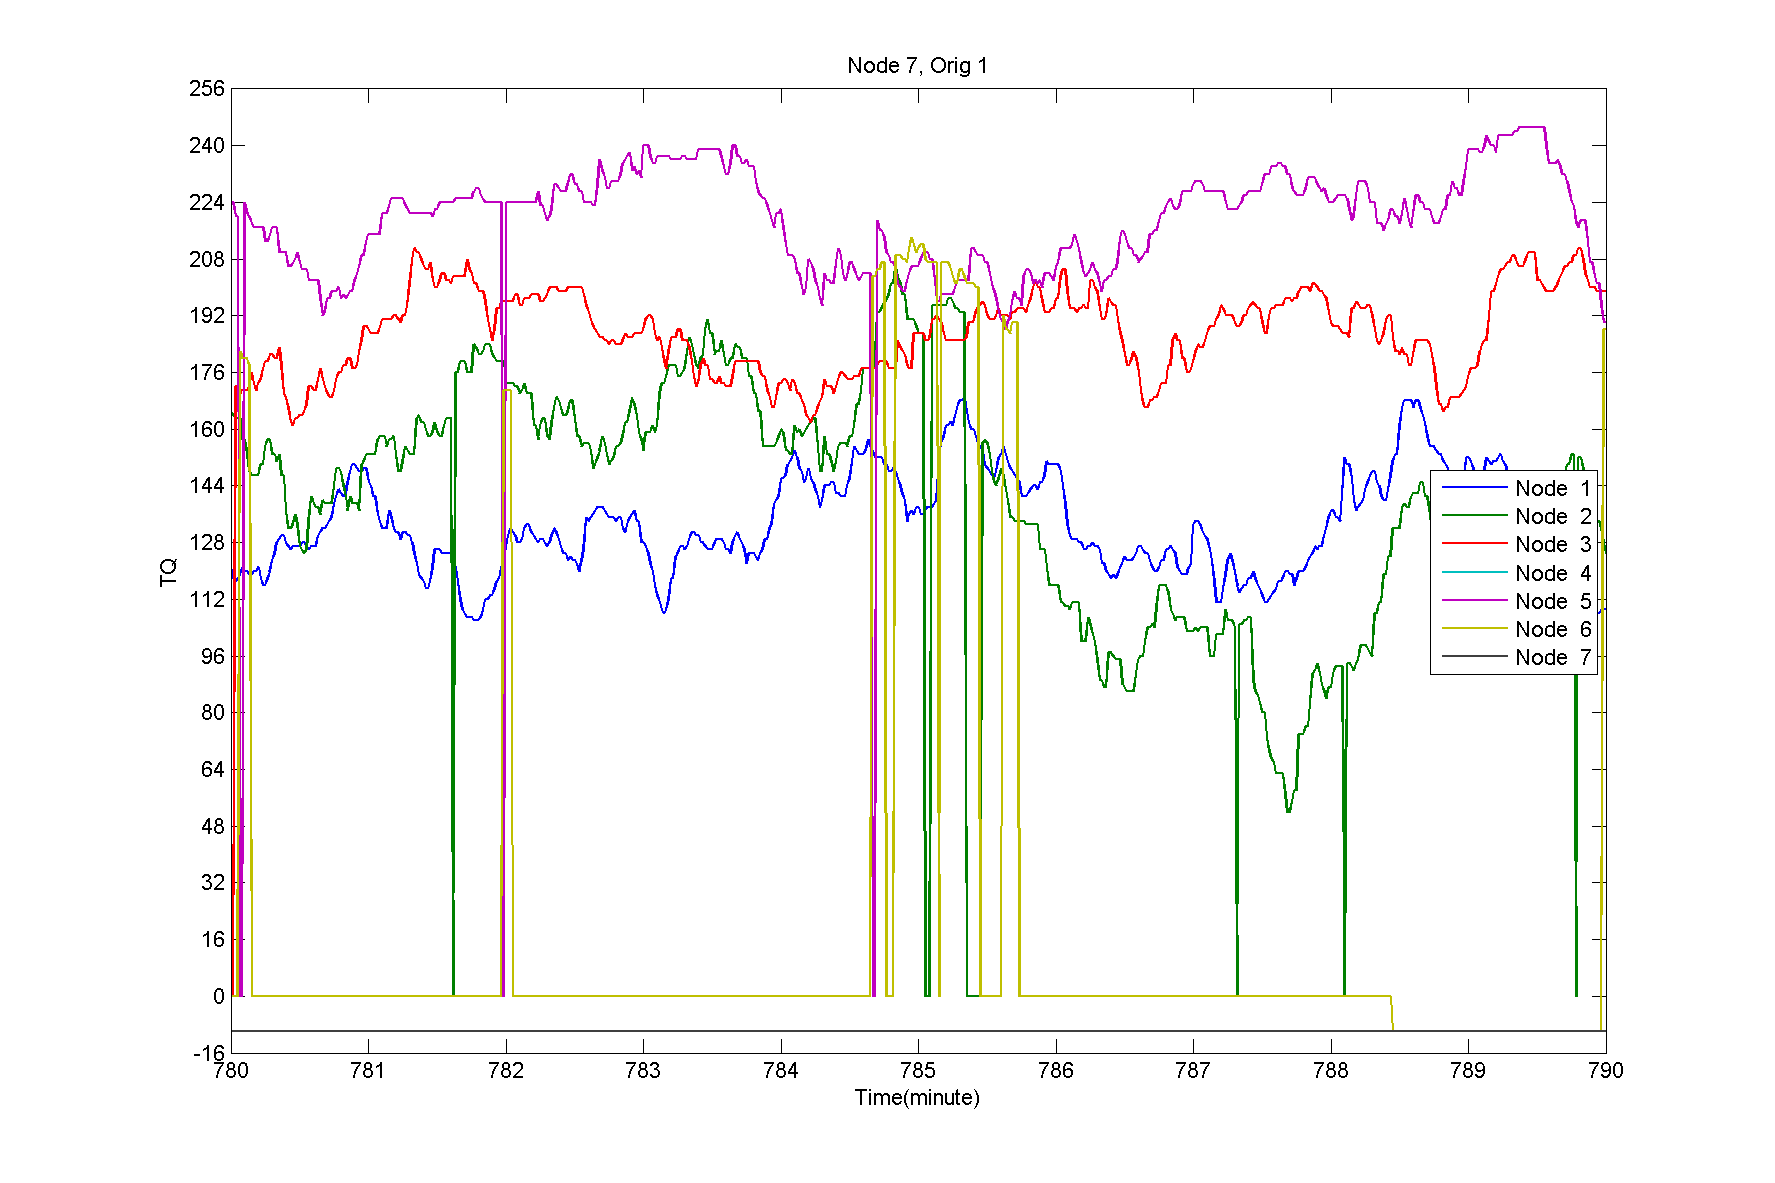 Node 7, Orig 1
256
240
224
208
192
176
160
144
128
112
96
80
64
48
32
16
0
-16
TQ
Node 1
Node 2
Node 3
Node 4
Node 5
Node 6
Node 7
780 781 782 783 784 785 786 787 788 789 790
Time(minute)